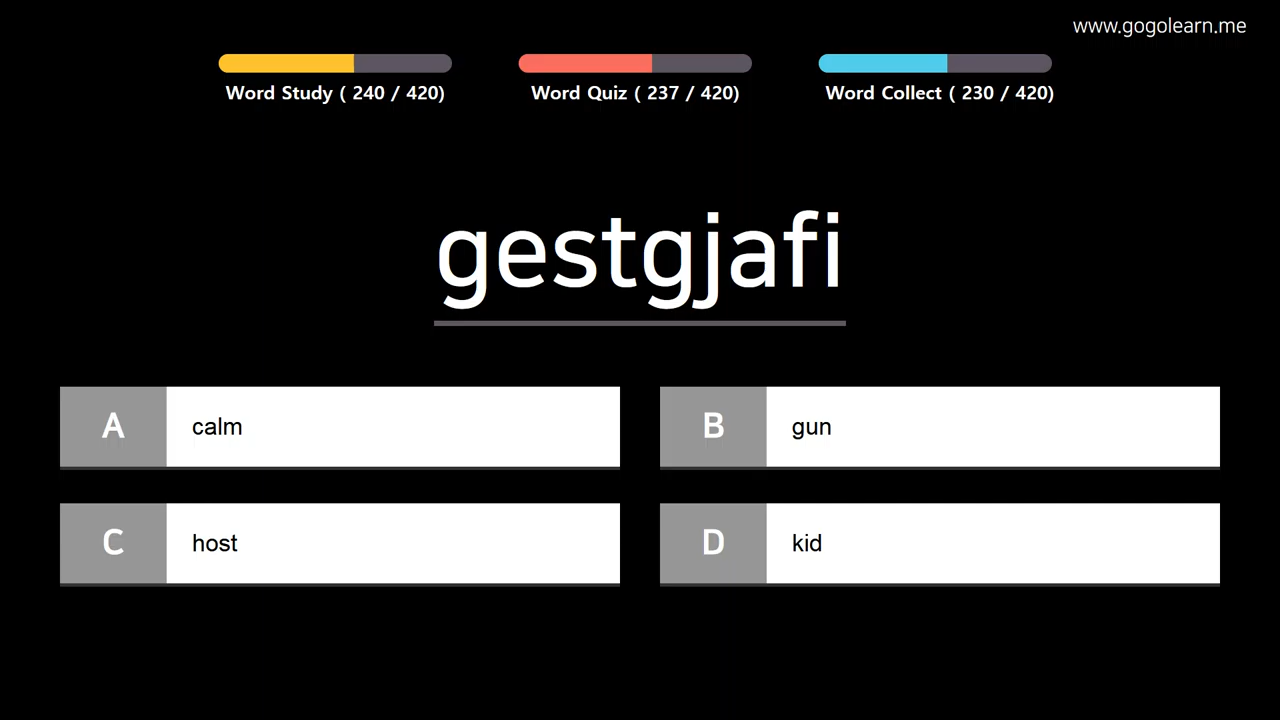 www.gogolearn.me
Word Study ( 240 / 420)
Word Quiz ( 237 / 420)
Word Collect ( 230 / 420)
gestgjafi
A calm
B gun
C host
D kid